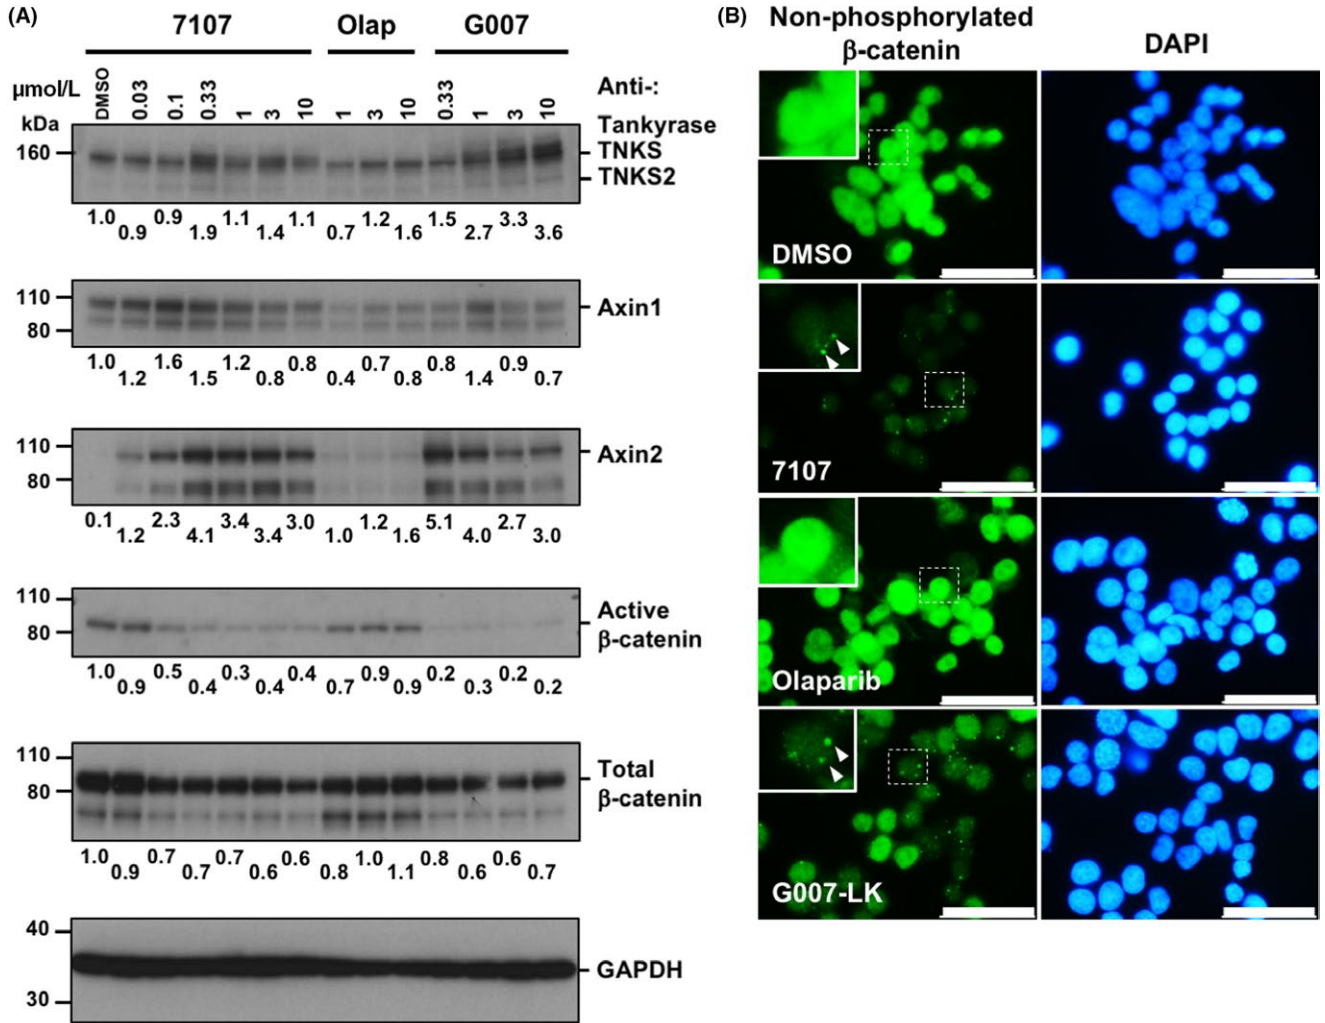 (A)
7107 Olap G007
µmol/L DMSO 0.03 0.1 0.33 1 3 10 1 3 10 0.33 1 3 10 Anti-:
kDa
Tankyrase
160 TNKS
TNKS2
1.0 0.9 0.9 1.9 1.1 1.4 1.1 0.7 1.2 1.6 1.5 2.7 3.3 3.6
110 Axin1
80
1.0 1.2 1.6 1.5 1.2 0.8 0.8 0.4 0.7 0.8 0.8 1.4 0.9 0.7
110 Axin2
80
0.1 1.2 2.3 4.1 3.4 3.4 3.0 1.0 1.2 1.6 5.1 4.0 2.7 3.0
110 Active
80 β-catenin
1.0 0.9 0.5 0.4 0.3 0.4 0.4 0.7 0.9 0.9 0.2 0.3 0.2 0.2
110 Total
80 β-catenin
1.0 0.9 0.7 0.7 0.7 0.6 0.6 0.8 1.0 1.1 0.8 0.6 0.6 0.7
40
GAPDH
30
(B)
Non-phosphorylated
β-catenin
DAPI
DMSO
7107
Olaparib
G007-LK